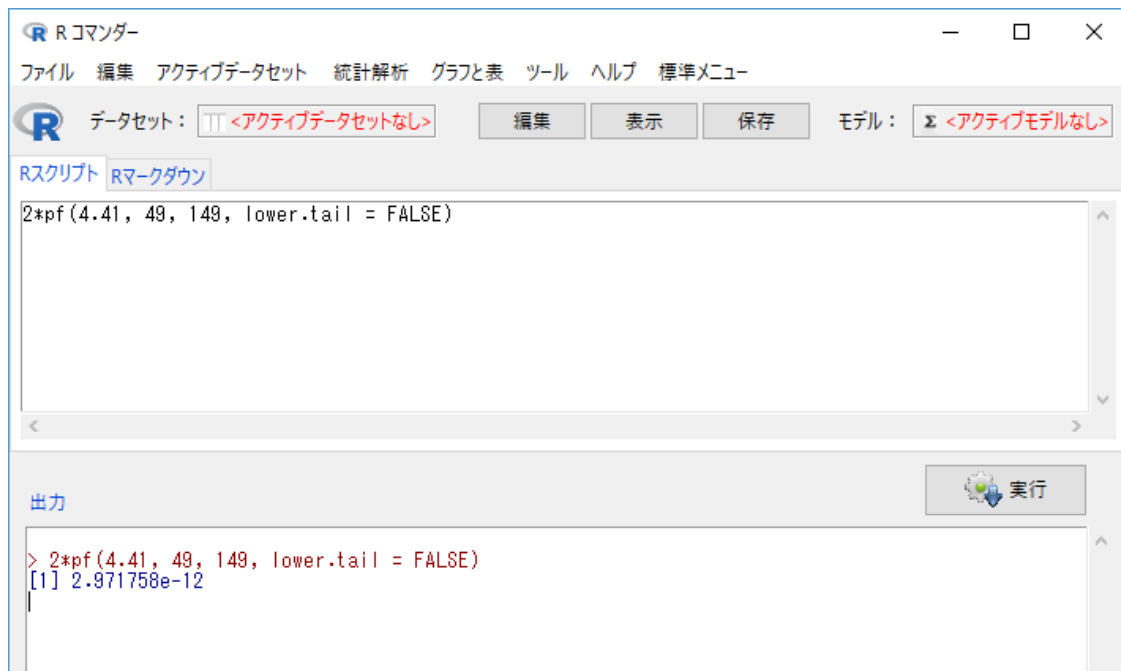 R コマンダー
ファイル 編集 アクティブデータセット 統計解析 グラフと表 ツール ヘルプ 標準メニュー
R データセット: <アクティブデータセットなし> 編集 表示 保存 モデル: Σ <アクティブモデルなし>
Rスクリプト Rマークダウン
2*pf(4.41, 49, 149, lower.tail = FALSE)
実行
出力
> 2*pf(4.41, 49, 149, lower.tail = FALSE)
[1] 2.971758e-12